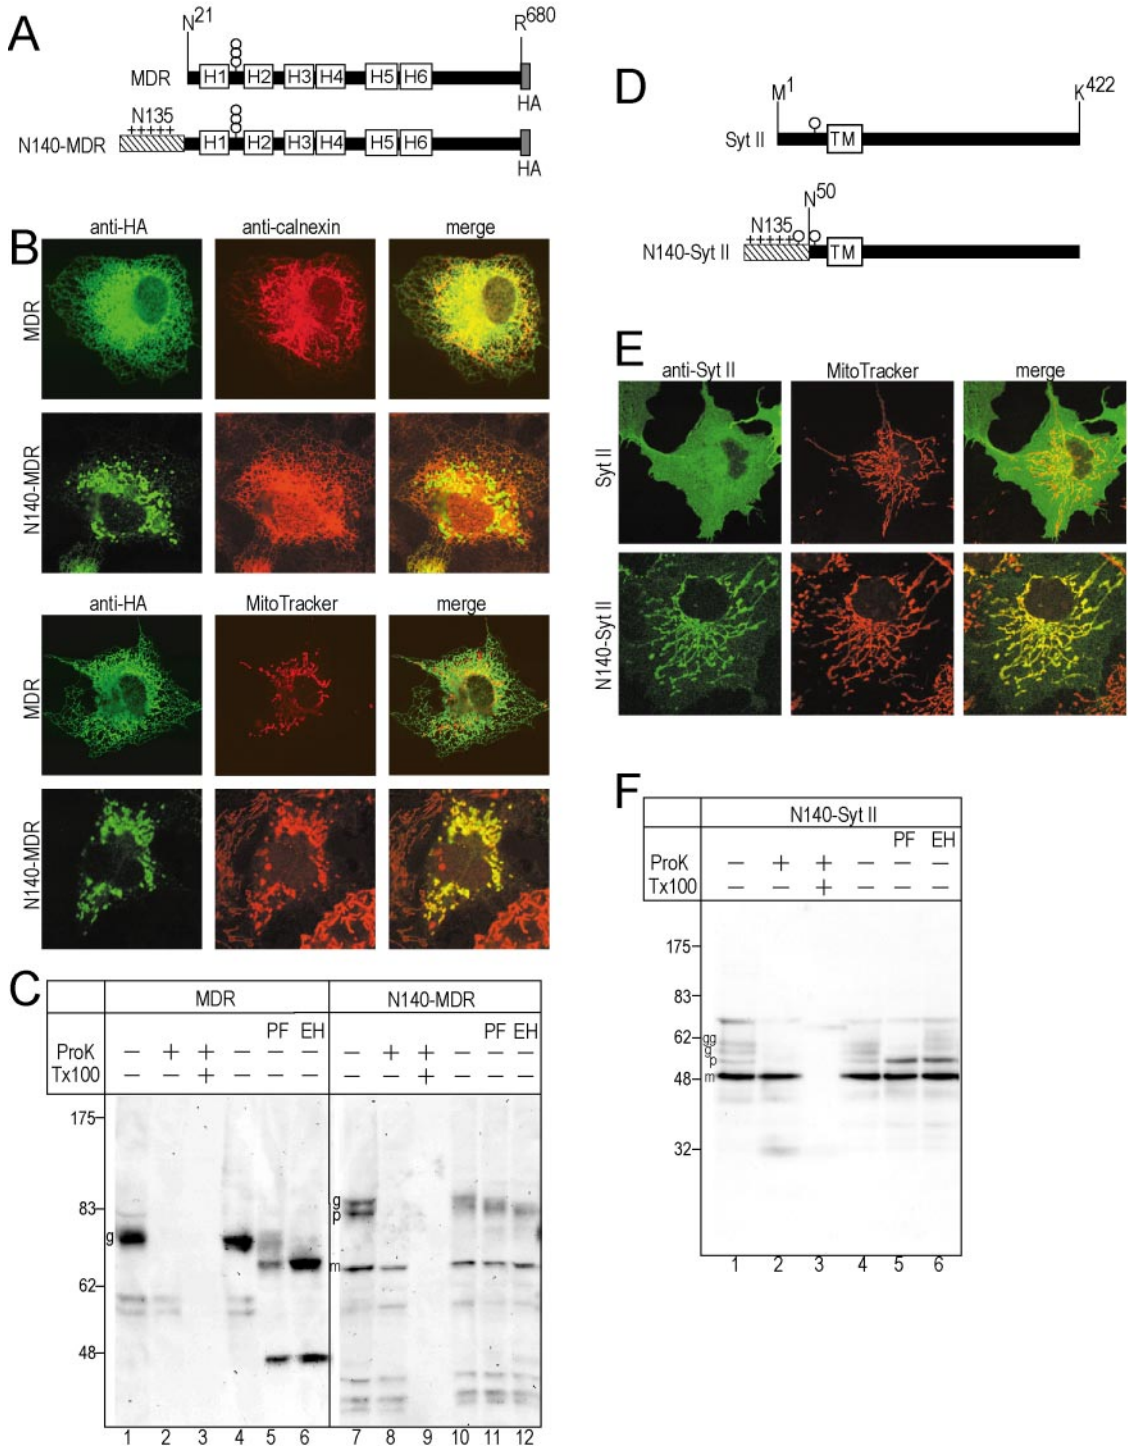 A
N21
R680
MDR
H1 H2 H3 H4 H5 H6
HA
N135
+++++
N140-MDR
H1 H2 H3 H4 H5 H6
HA
B
anti-HA anti-calnexin merge
MDR
N140-MDR
anti-HA MitoTracker merge
MDR
N140-MDR
C
MDR N140-MDR
PF EH PF EH
ProK − + + − − − − + + − − −
Tx100 − − + − − − − − + − − −
175
83
62
48
g
g
p
m
1 2 3 4 5 6 7 8 9 10 11 12
D
M1
K422
Syt II
TM
N50
N135
+++++
N140-Syt II
TM
E
anti-Syt II MitoTracker merge
Syt II
N140-Syt II
F
N140-Syt II
PF EH
ProK − + + − − −
Tx100 − − + − − −
175
83
62
48
32
gg
g
p
m
1 2 3 4 5 6